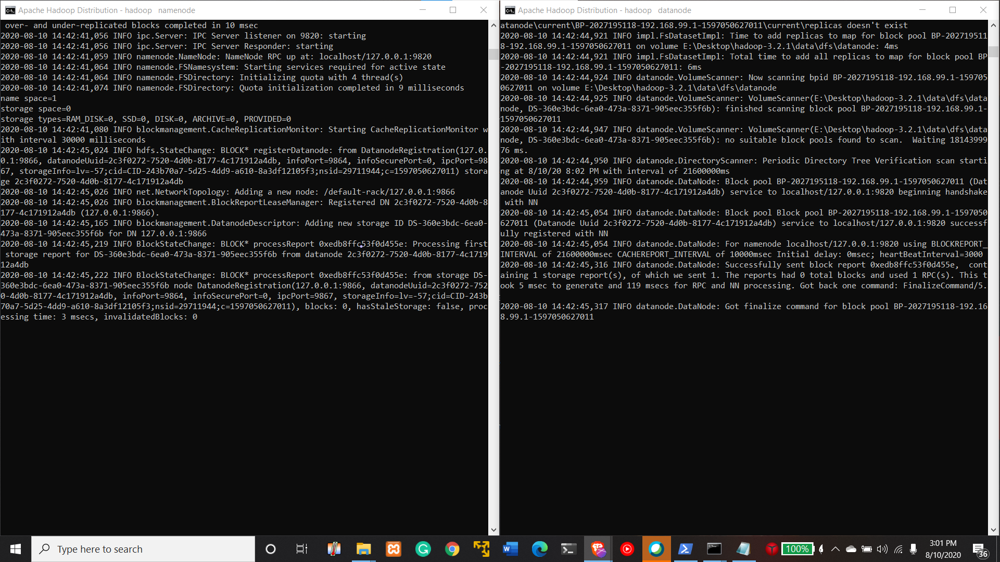 Apache Hadoop Distribution - hadoop   namenode
 over- and under-replicated blocks completed in 10 msec
2020-08-10 14:42:41,056 INFO ipc.Server: IPC Server listener on 9820: starting
2020-08-10 14:42:41,056 INFO ipc.Server: IPC Server Responder: starting
2020-08-10 14:42:41,059 INFO namenode.NameNode: NameNode RPC up at: localhost/127.0.0.1:9820
2020-08-10 14:42:41,064 INFO namenode.FSNamesystem: Starting services required for active state
2020-08-10 14:42:41,064 INFO namenode.FSDirectory: Initializing quota with 4 thread(s)
2020-08-10 14:42:41,074 INFO namenode.FSDirectory: Quota initialization completed in 9 milliseconds
name space=1
storage space=0
storage types=RAM_DISK=0, SSD=0, DISK=0, ARCHIVE=0, PROVIDED=0
2020-08-10 14:42:41,080 INFO blockmanagement.CacheReplicationMonitor: Starting CacheReplicationMonitor w
ith interval 30000 milliseconds
2020-08-10 14:42:45,024 INFO hdfs.StateChange: BLOCK* registerDatanode: from DatanodeRegistration(127.0.
0.1:9866, datanodeUuid=2c3f0272-7520-4d0b-8177-4c171912a4db, infoPort=9864, infoSecurePort=0, ipcPort=98
67, storageInfo=lv=-57;cid=CID-243b70a7-5d25-4dd9-a610-8a3df12105f3;nsid=29711944;c=1597050627011) stora
ge 2c3f0272-7520-4d0b-8177-4c171912a4db
2020-08-10 14:42:45,026 INFO net.NetworkTopology: Adding a new node: /default-rack/127.0.0.1:9866
2020-08-10 14:42:45,026 INFO blockmanagement.BlockReportLeaseManager: Registered DN 2c3f0272-7520-4d0b-8
177-4c171912a4db (127.0.0.1:9866).
2020-08-10 14:42:45,165 INFO blockmanagement.DatanodeDescriptor: Adding new storage ID DS-360e3bdc-6ea0-
473a-8371-905eec355f6b for DN 127.0.0.1:9866
2020-08-10 14:42:45,219 INFO BlockStateChange: BLOCK* processReport 0xedb8ffc53f0d455e: Processing first
 storage report for DS-360e3bdc-6ea0-473a-8371-905eec355f6b from datanode 2c3f0272-7520-4d0b-8177-4c1719
12a4db
2020-08-10 14:42:45,222 INFO BlockStateChange: BLOCK* processReport 0xedb8ffc53f0d455e: from storage DS-
360e3bdc-6ea0-473a-8371-905eec355f6b node DatanodeRegistration(127.0.0.1:9866, datanodeUuid=2c3f0272-752
0-4d0b-8177-4c171912a4db, infoPort=9864, infoSecurePort=0, ipcPort=9867, storageInfo=lv=-57;cid=CID-243b
70a7-5d25-4dd9-a610-8a3df12105f3;nsid=29711944;c=1597050627011), blocks: 0, hasStaleStorage: false, proc
essing time: 3 msecs, invalidatedBlocks: 0
Apache Hadoop Distribution - hadoop   datanode
atanode\current\BP-2027195118-192.168.99.1-1597050627011\current\replicas doesn't exist
2020-08-10 14:42:44,921 INFO impl.FsDatasetImpl: Time to add replicas to map for block pool BP-202719511
8-192.168.99.1-1597050627011 on volume E:\Desktop\hadoop-3.2.1\data\dfs\datanode: 4ms
2020-08-10 14:42:44,921 INFO impl.FsDatasetImpl: Total time to add all replicas to map for block pool BP
-2027195118-192.168.99.1-1597050627011: 6ms
2020-08-10 14:42:44,924 INFO datanode.VolumeScanner: Now scanning bpid BP-2027195118-192.168.99.1-159705
0627011 on volume E:\Desktop\hadoop-3.2.1\data\dfs\datanode
2020-08-10 14:42:44,925 INFO datanode.VolumeScanner: VolumeScanner(E:\Desktop\hadoop-3.2.1\data\dfs\data
node, DS-360e3bdc-6ea0-473a-8371-905eec355f6b): finished scanning block pool BP-2027195118-192.168.99.1-
1597050627011
2020-08-10 14:42:44,947 INFO datanode.VolumeScanner: VolumeScanner(E:\Desktop\hadoop-3.2.1\data\dfs\data
node, DS-360e3bdc-6ea0-473a-8371-905eec355f6b): no suitable block pools found to scan.  Waiting 18143999
76 ms.
2020-08-10 14:42:44,950 INFO datanode.DirectoryScanner: Periodic Directory Tree Verification scan starti
ng at 8/10/20 8:02 PM with interval of 21600000ms
2020-08-10 14:42:44,959 INFO datanode.DataNode: Block pool BP-2027195118-192.168.99.1-1597050627011 (Dat
anode Uuid 2c3f0272-7520-4d0b-8177-4c171912a4db) service to localhost/127.0.0.1:9820 beginning handshake
 with NN
2020-08-10 14:42:45,054 INFO datanode.DataNode: Block pool Block pool BP-2027195118-192.168.99.1-1597050
627011 (Datanode Uuid 2c3f0272-7520-4d0b-8177-4c171912a4db) service to localhost/127.0.0.1:9820 successf
ully registered with NN
2020-08-10 14:42:45,054 INFO datanode.DataNode: For namenode localhost/127.0.0.1:9820 using BLOCKREPORT_
INTERVAL of 21600000msec CACHEREPORT_INTERVAL of 10000msec Initial delay: 0msec; heartBeatInterval=3000
2020-08-10 14:42:45,316 INFO datanode.DataNode: Successfully sent block report 0xedb8ffc53f0d455e,  cont
aining 1 storage report(s), of which we sent 1. The reports had 0 total blocks and used 1 RPC(s). This t
ook 5 msec to generate and 119 msecs for RPC and NN processing. Got back one command: FinalizeCommand/5.
2020-08-10 14:42:45,317 INFO datanode.DataNode: Got finalize command for block pool BP-2027195118-192.16
8.99.1-1597050627011
Type here to search
100%
3:01 PM
8/10/2020
36